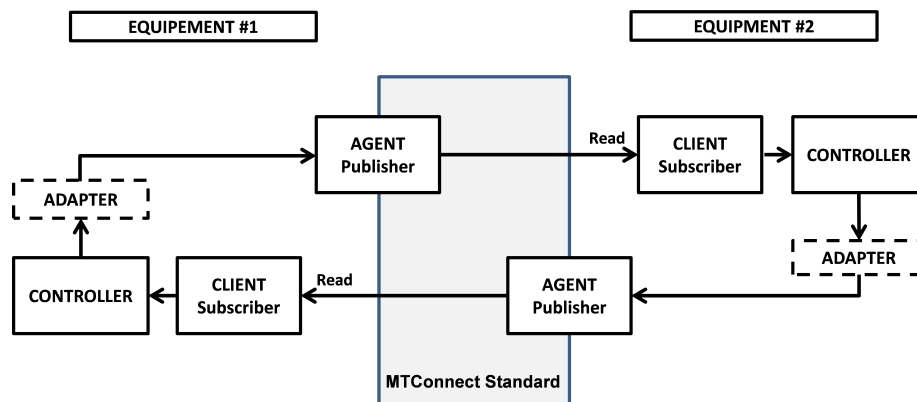 EQUIPEMENT #1
EQUIPMENT #2
AGENT
Publisher
Read
CLIENT
Subscriber
CONTROLLER
ADAPTER
ADAPTER
CONTROLLER
CLIENT
Subscriber
Read
AGENT
Publisher
MTConnect Standard